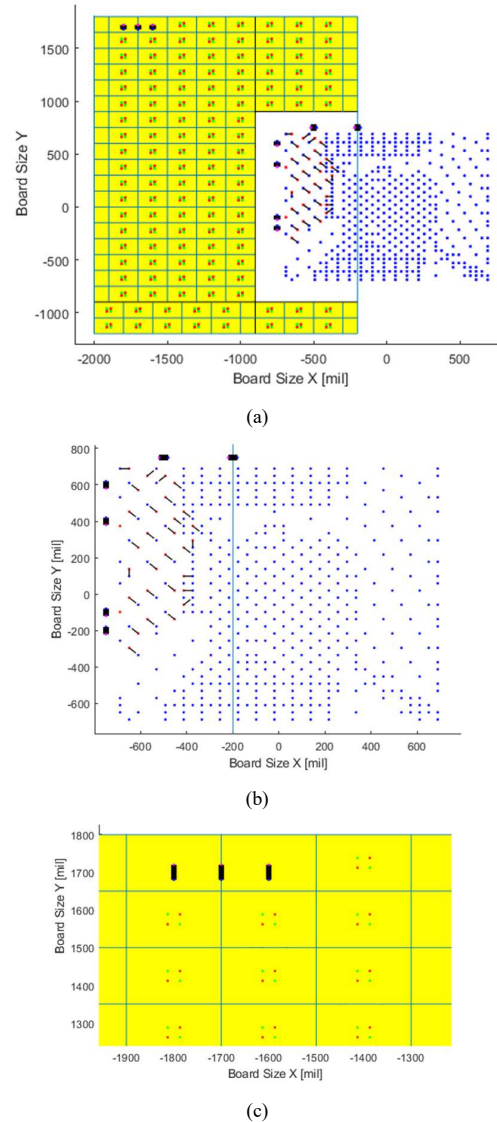 1500
1000
500
0
-500
-1000
Board Size Y
-2000 -1500 -1000 -500 0 500
Board Size X [mil]
(a)
800
600
400
200
0
-200
-400
-600
Board Size Y [mil]
-600 -400 -200 0 200 400 600
Board Size X [mil]
(b)
1800
1700
1600
1500
1400
1300
Board Size Y [mil]
-1900 -1800 -1700 -1600 -1500 -1400 -1300
Board Size X [mil]
(c)